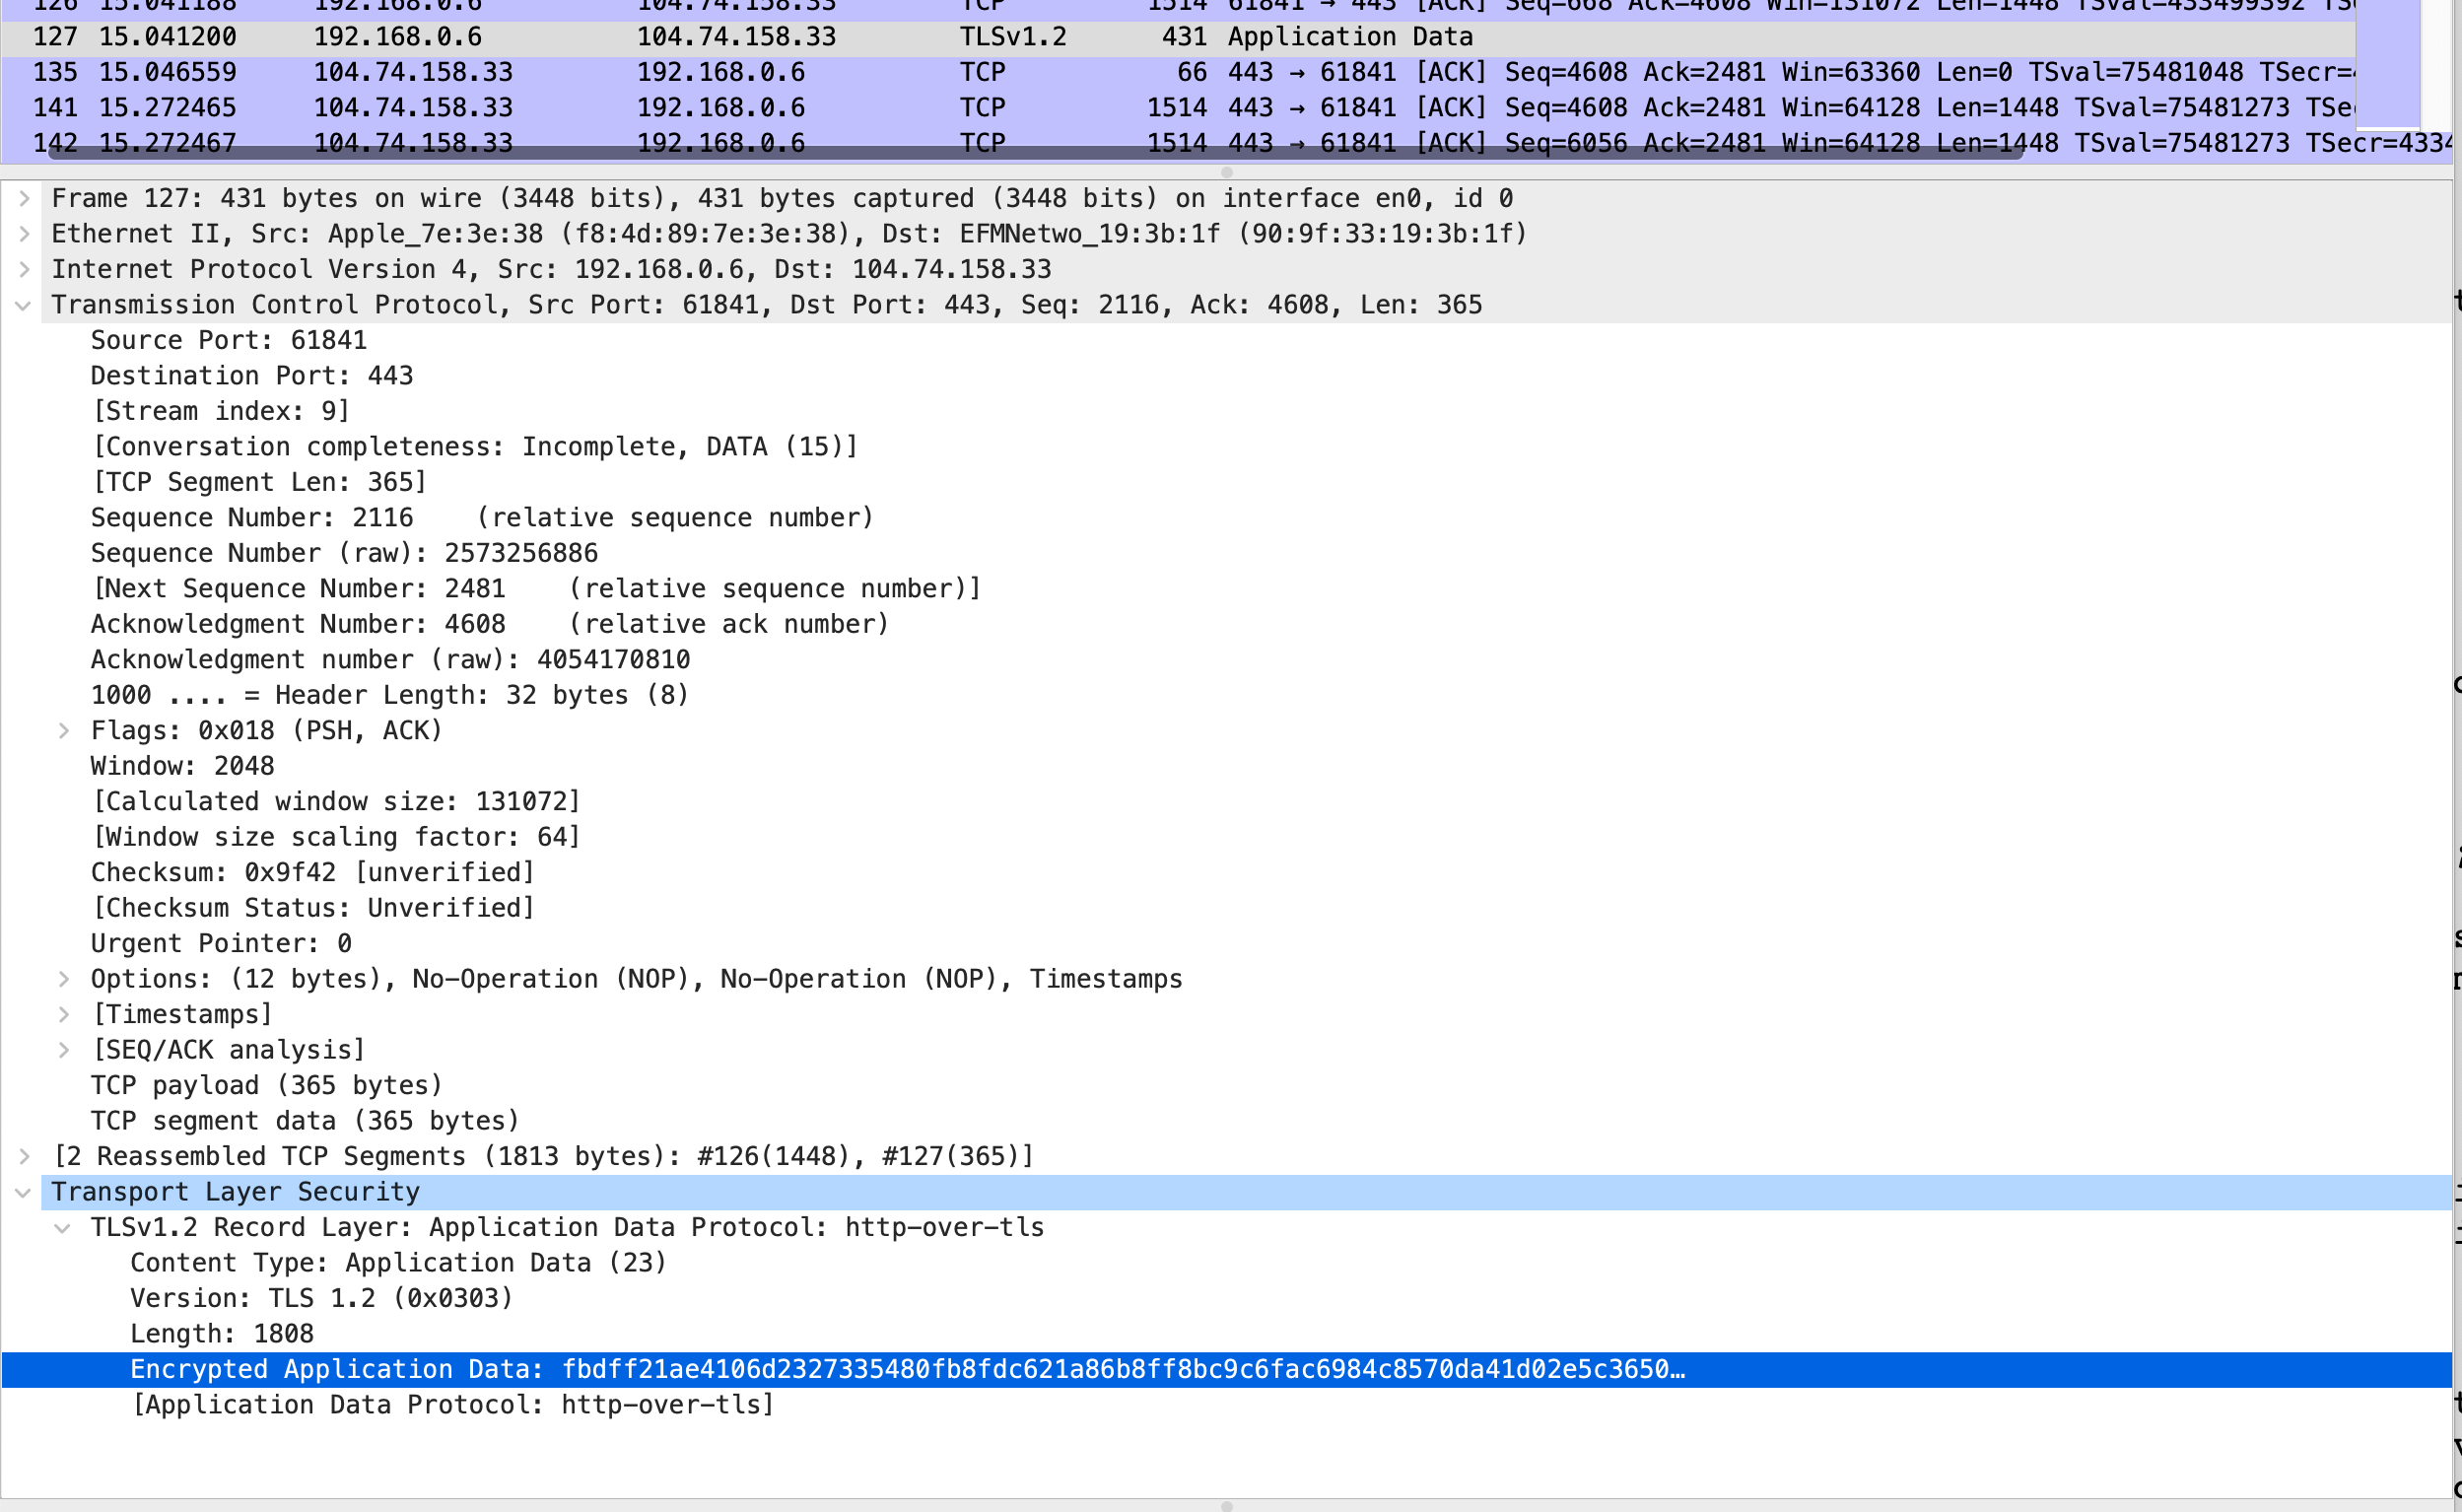 126 15.041188 192.168.0.6 104.74.158.33 TCP 1514 61841 → 443 [ACK] Seq=668 Ack=4608 Win=131072 Len=1448 TSval=433499392
127 15.041200 192.168.0.6 104.74.158.33 TLSv1.2 431 Application Data
135 15.046559 104.74.158.33 192.168.0.6 TCP 66 443 → 61841 [ACK] Seq=4608 Ack=2481 Win=63360 Len=0 TSval=75481048 TSecr=
141 15.272465 104.74.158.33 192.168.0.6 TCP 1514 443 → 61841 [ACK] Seq=4608 Ack=2481 Win=64128 Len=1448 TSval=75481273 TSe
142 15.272467 104.74.158.33 192.168.0.6 TCP 1514 443 → 61841 [ACK] Seq=6056 Ack=2481 Win=64128 Len=1448 TSval=75481273 TSecr=4334
Frame 127: 431 bytes on wire (3448 bits), 431 bytes captured (3448 bits) on interface en0, id 0
Ethernet II, Src: Apple_7e:3e:38 (f8:4d:89:7e:3e:38), Dst: EFMNetwo_19:3b:1f (90:9f:33:19:3b:1f)
Internet Protocol Version 4, Src: 192.168.0.6, Dst: 104.74.158.33
Transmission Control Protocol, Src Port: 61841, Dst Port: 443, Seq: 2116, Ack: 4608, Len: 365
Source Port: 61841
Destination Port: 443
[Stream index: 9]
[Conversation completeness: Incomplete, DATA (15)]
[TCP Segment Len: 365]
Sequence Number: 2116    (relative sequence number)
Sequence Number (raw): 2573256886
[Next Sequence Number: 2481    (relative sequence number)]
Acknowledgment Number: 4608    (relative ack number)
Acknowledgment number (raw): 4054170810
1000 .... = Header Length: 32 bytes (8)
Flags: 0x018 (PSH, ACK)
Window: 2048
[Calculated window size: 131072]
[Window size scaling factor: 64]
Checksum: 0x9f42 [unverified]
[Checksum Status: Unverified]
Urgent Pointer: 0
Options: (12 bytes), No-Operation (NOP), No-Operation (NOP), Timestamps
[Timestamps]
[SEQ/ACK analysis]
TCP payload (365 bytes)
TCP segment data (365 bytes)
[2 Reassembled TCP Segments (1813 bytes): #126(1448), #127(365)]
Transport Layer Security
TLSv1.2 Record Layer: Application Data Protocol: http-over-tls
Content Type: Application Data (23)
Version: TLS 1.2 (0x0303)
Length: 1808
Encrypted Application Data: fbdff21ae4106d2327335480fb8fdc621a86b8ff8bc9c6fac6984c8570da41d02e5c3650…
[Application Data Protocol: http-over-tls]